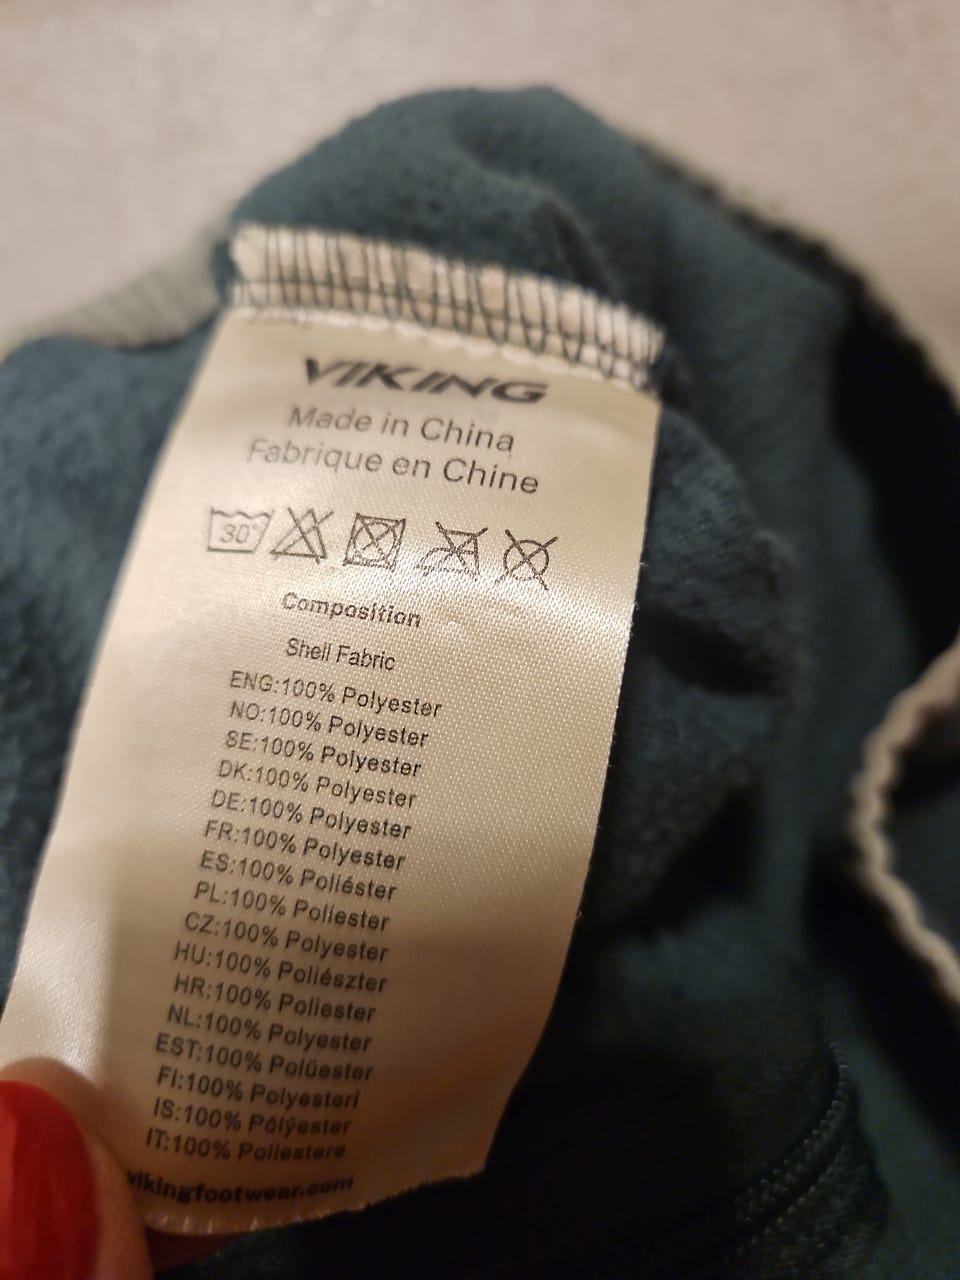 VIKING
Made in China
Fabrique en Chine
30°
Composition
Shell Fabric
ENG:100% Polyester
NO:100% Polyester
SE:100% Polyester
DK:100% Polyester
DE:100% Polyester
FR:100% Polyester
ES:100% Poliéster
PL:100% Poliester
CZ:100% Polyester
HU:100% Poliészter
HR:100% Poliester
NL:100% Polyester
EST:100% Polüester
FI:100% Polyesteri
IS:100% Pólýester
IT:100% Poliestere
vikingfootwear.com